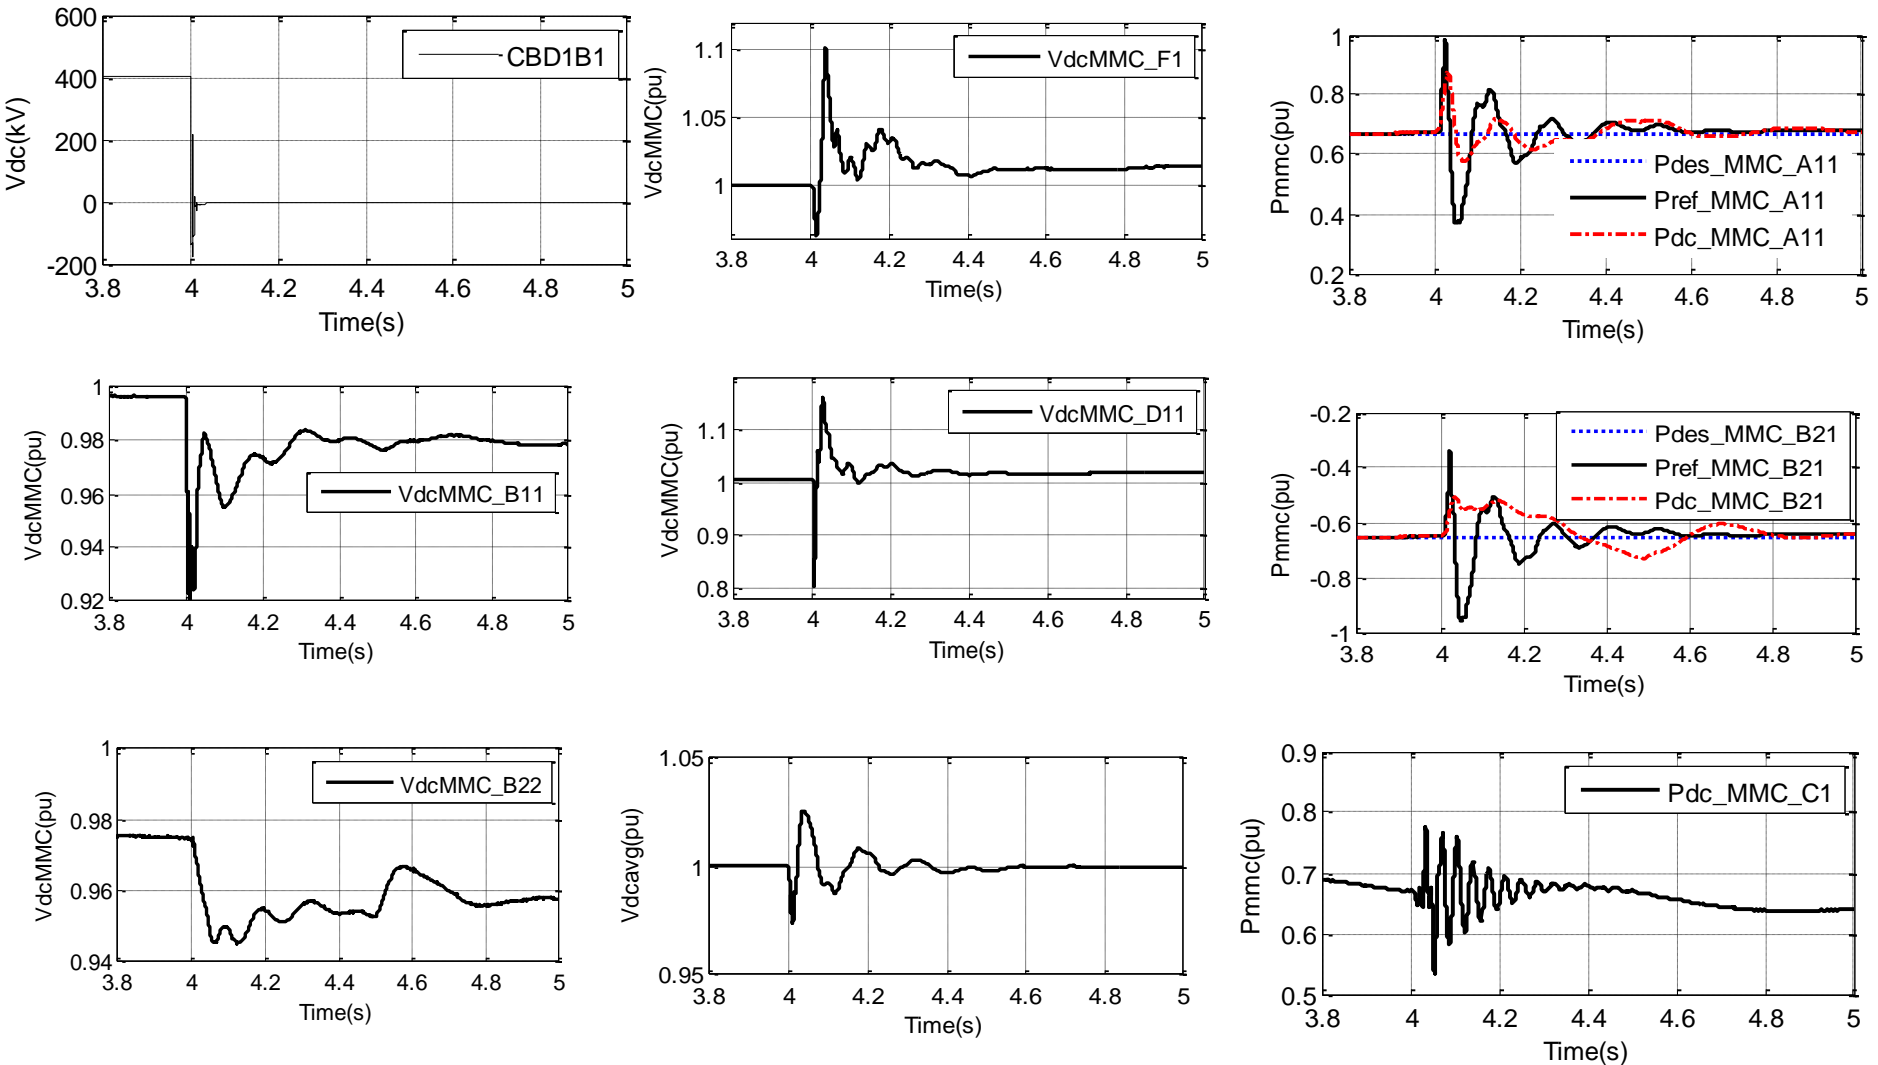 600
400
200
0
-200
3.8 4 4.2 4.4 4.6 4.8 5
Vdc(kV)
Time(s)
CBD1B1
1.1
1.05
1
3.8 4 4.2 4.4 4.6 4.8 5
VdcMMC(pu)
Time(s)
VdcMMC_F1
1
0.8
0.6
0.4
0.2
3.8 4 4.2 4.4 4.6 4.8 5
Pmmc(pu)
Time(s)
Pdes_MMC_A11
Pref_MMC_A11
Pdc_MMC_A11
1
0.98
0.96
0.94
0.92
3.8 4 4.2 4.4 4.6 4.8 5
VdcMMC(pu)
Time(s)
VdcMMC_B11
1.1
1
0.9
0.8
3.8 4 4.2 4.4 4.6 4.8 5
VdcMMC(pu)
Time(s)
VdcMMC_D11
-0.2
-0.4
-0.6
-0.8
-1
3.8 4 4.2 4.4 4.6 4.8 5
Pmmc(pu)
Time(s)
Pdes_MMC_B21
Pref_MMC_B21
Pdc_MMC_B21
1
0.98
0.96
0.94
3.8 4 4.2 4.4 4.6 4.8 5
VdcMMC(pu)
Time(s)
VdcMMC_B22
1.05
1
0.95
3.8 4 4.2 4.4 4.6 4.8 5
Vdcavg(pu)
Time(s)
0.9
0.8
0.7
0.6
0.5
3.8 4 4.2 4.4 4.6 4.8 5
Pmmc(pu)
Time(s)
Pdc_MMC_C1